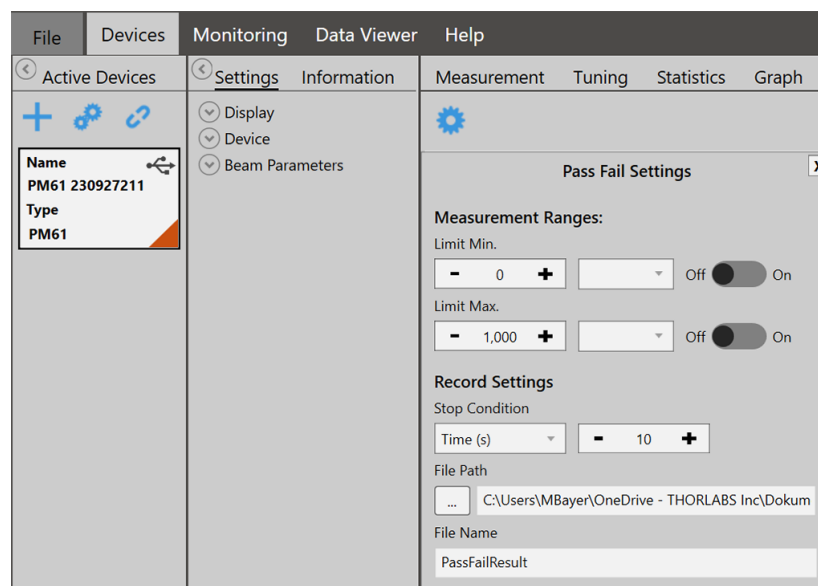 File Devices Monitoring Data Viewer Help
Active Devices
Name
PM61 230927211
Type
PM61
Settings Information
Display
Device
Beam Parameters
Measurement Tuning Statistics Graph
Pass Fail Settings X
Measurement Ranges:
Limit Min.
- 0 + Off On
Limit Max.
- 1,000 + Off On
Record Settings
Stop Condition
Time (s) - 10 +
File Path
... C:\Users\MBayer\OneDrive - THORLABS Inc\Dokum
File Name
PassFailResult